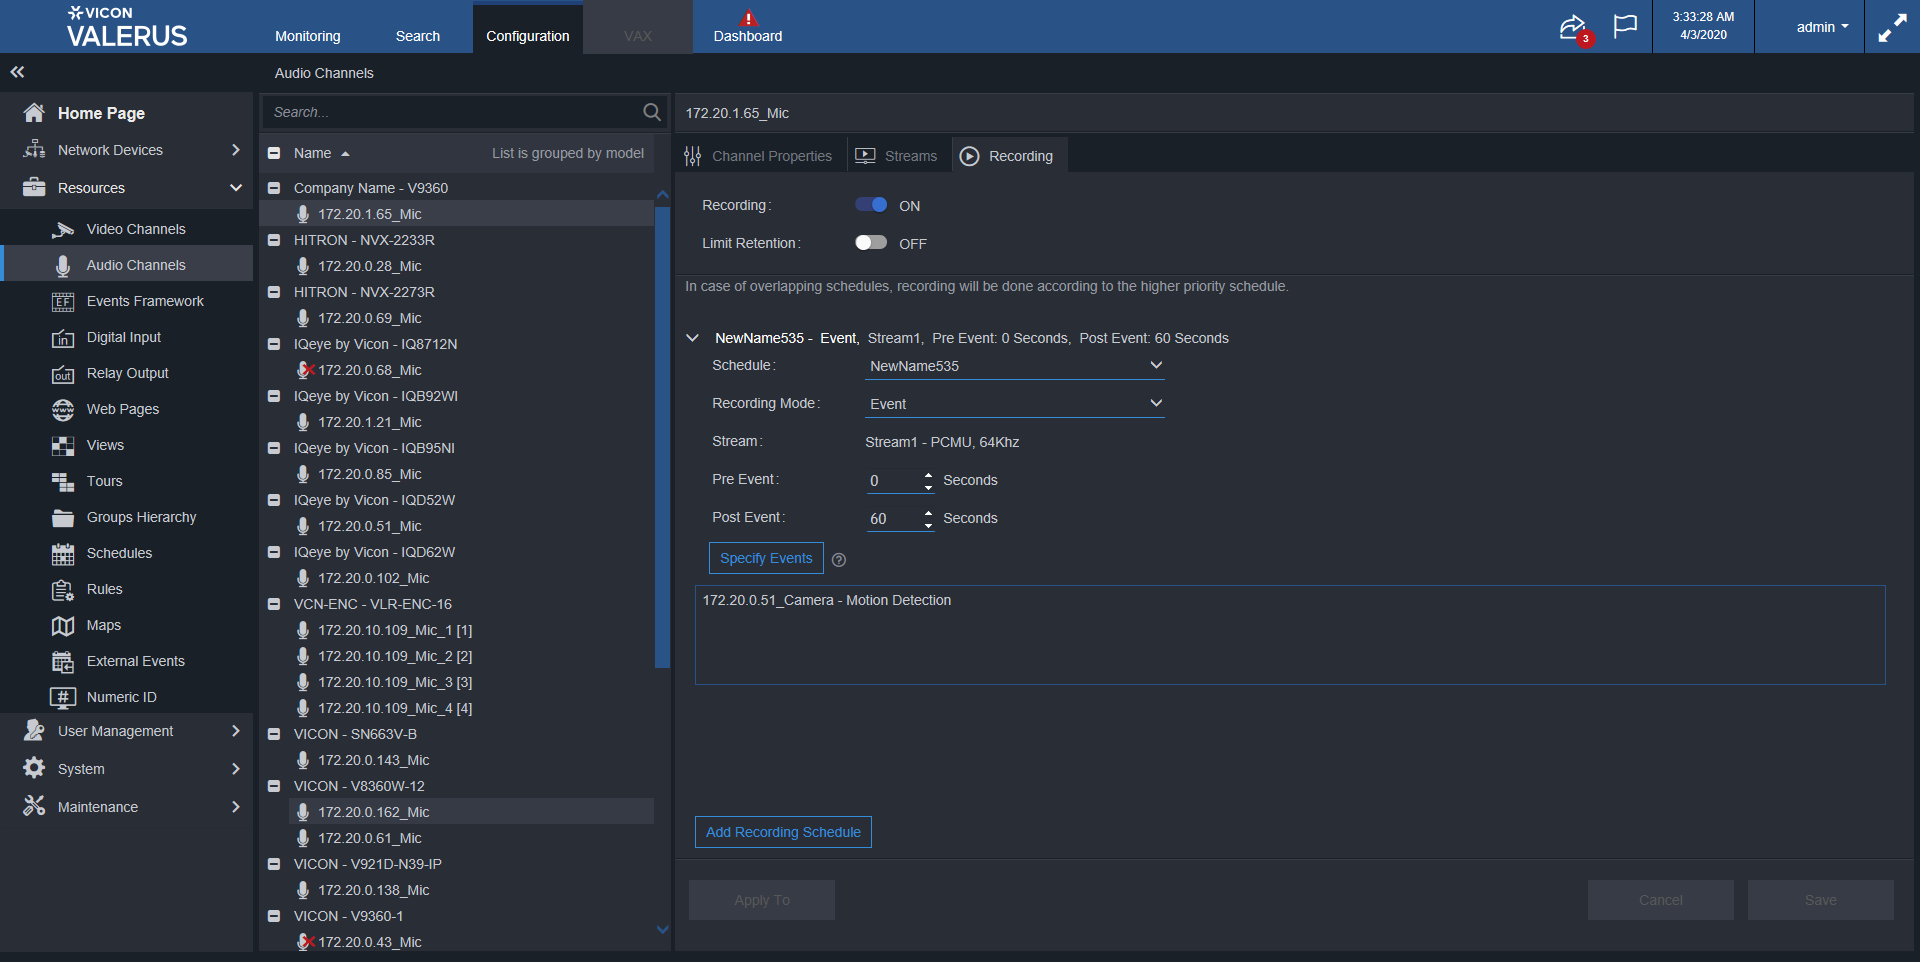 VICON
VALERUS
Monitoring
Search
Configuration
VAX
Dashboard
3
3:33:28 AM
4/3/2020
admin
Audio Channels
Home Page
Network Devices
Resources
Video Channels
Audio Channels
EF Events Framework
in Digital Input
out Relay Output
www Web Pages
Views
Tours
Groups Hierarchy
Schedules
Rules
Maps
External Events
# Numeric ID
User Management
System
Maintenance
Search...
Name
List is grouped by model
Company Name - V9360
172.20.1.65_Mic
HITRON - NVX-2233R
172.20.0.28_Mic
HITRON - NVX-2273R
172.20.0.69_Mic
IQeye by Vicon - IQ8712N
172.20.0.68_Mic
IQeye by Vicon - IQB92WI
172.20.1.21_Mic
IQeye by Vicon - IQB95NI
172.20.0.85_Mic
IQeye by Vicon - IQD52W
172.20.0.51_Mic
IQeye by Vicon - IQD62W
172.20.0.102_Mic
VCN-ENC - VLR-ENC-16
172.20.10.109_Mic_1 [1]
172.20.10.109_Mic_2 [2]
172.20.10.109_Mic_3 [3]
172.20.10.109_Mic_4 [4]
VICON - SN663V-B
172.20.0.143_Mic
VICON - V8360W-12
172.20.0.162_Mic
172.20.0.61_Mic
VICON - V921D-N39-IP
172.20.0.138_Mic
VICON - V9360-1
172.20.0.43_Mic
172.20.1.65_Mic
Channel Properties
Streams
Recording
Recording: ON
Limit Retention: OFF
In case of overlapping schedules, recording will be done according to the higher priority schedule.
NewName535 - Event, Stream1, Pre Event: 0 Seconds, Post Event: 60 Seconds
Schedule: NewName535
Recording Mode: Event
Stream: Stream1 - PCMU, 64Khz
Pre Event: 0 Seconds
Post Event: 60 Seconds
Specify Events ?
172.20.0.51_Camera - Motion Detection
Add Recording Schedule
Apply To
Cancel
Save